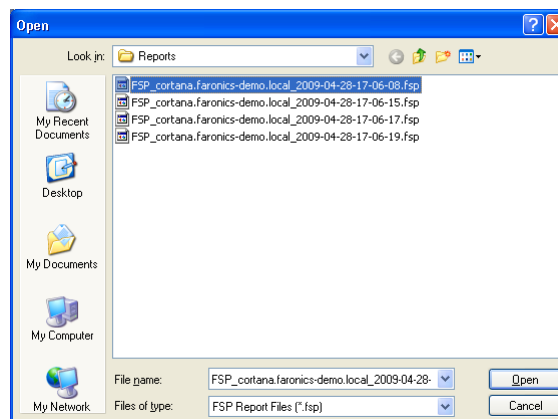 Open
Look in:
Reports
FSP_cortana.faronics-demo.local_2009-04-28-17-06-08.fsp
FSP_cortana.faronics-demo.local_2009-04-28-17-06-15.fsp
FSP_cortana.faronics-demo.local_2009-04-28-17-06-17.fsp
FSP_cortana.faronics-demo.local_2009-04-28-17-06-19.fsp
My Recent
Documents
Desktop
My Documents
My Computer
My Network
File name:
FSP_cortana.faronics-demo.local_2009-04-28-
Open
Files of type:
FSP Report Files (*.fsp)
Cancel